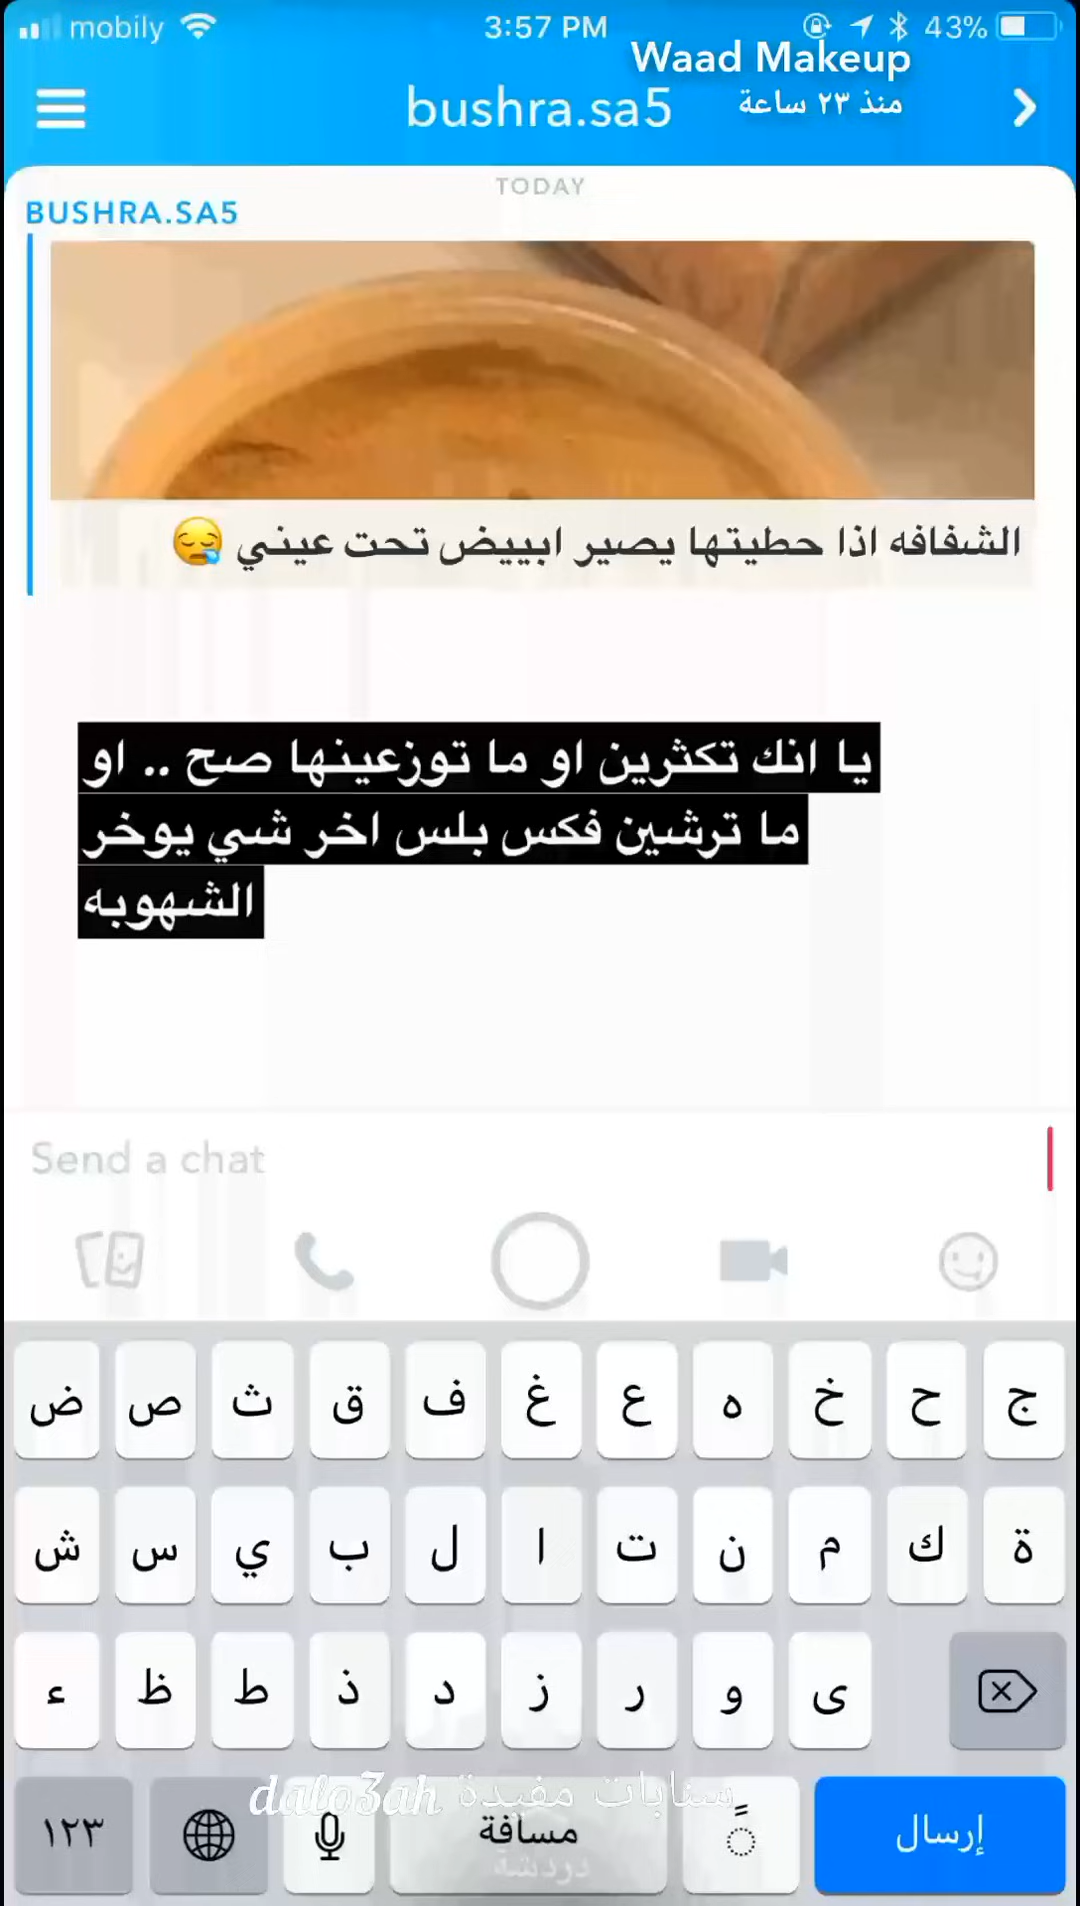 mobily 3:57 PM 43%
Waad Makeup
منذ ٢٣ ساعة
bushra.sa5
TODAY
BUSHRA.SA5
الشفافه اذا حطيتها يصير ابييض تحت عيني 😪
يا انك تكثرين او ما توزعينها صح .. او
ما ترشين فكس بلس اخر شي يوخر
الشهوبه
Send a chat
ض ص ث ق ف غ ع ه خ ح ج
ش س ي ب ل ا ت ن م ك ة
ء ظ ط ذ د ز ر و ى
سنابات مفيدة dalo3ah
١٢٣ مسافة إرسال
دردشة